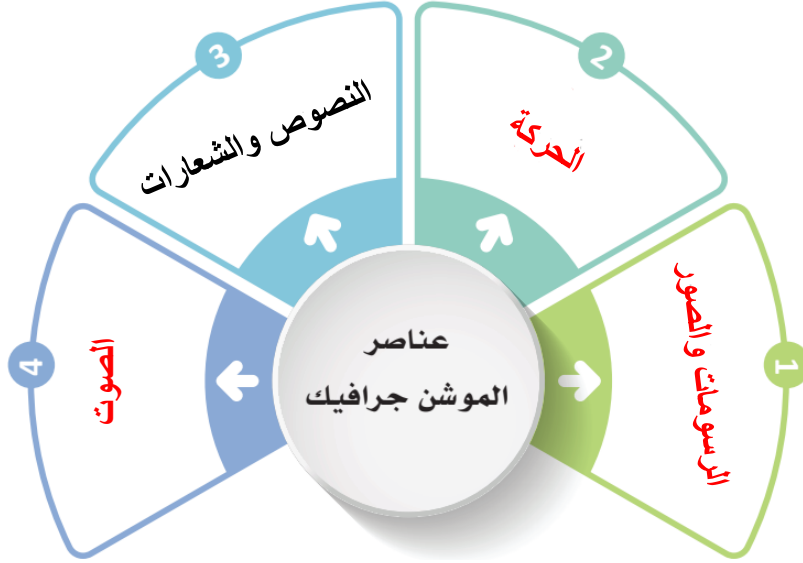 عناصر
الموشن جرافيك
1
الرسومات والصور
2
الحركة
3
النصوص والشعارات
4
الصوت